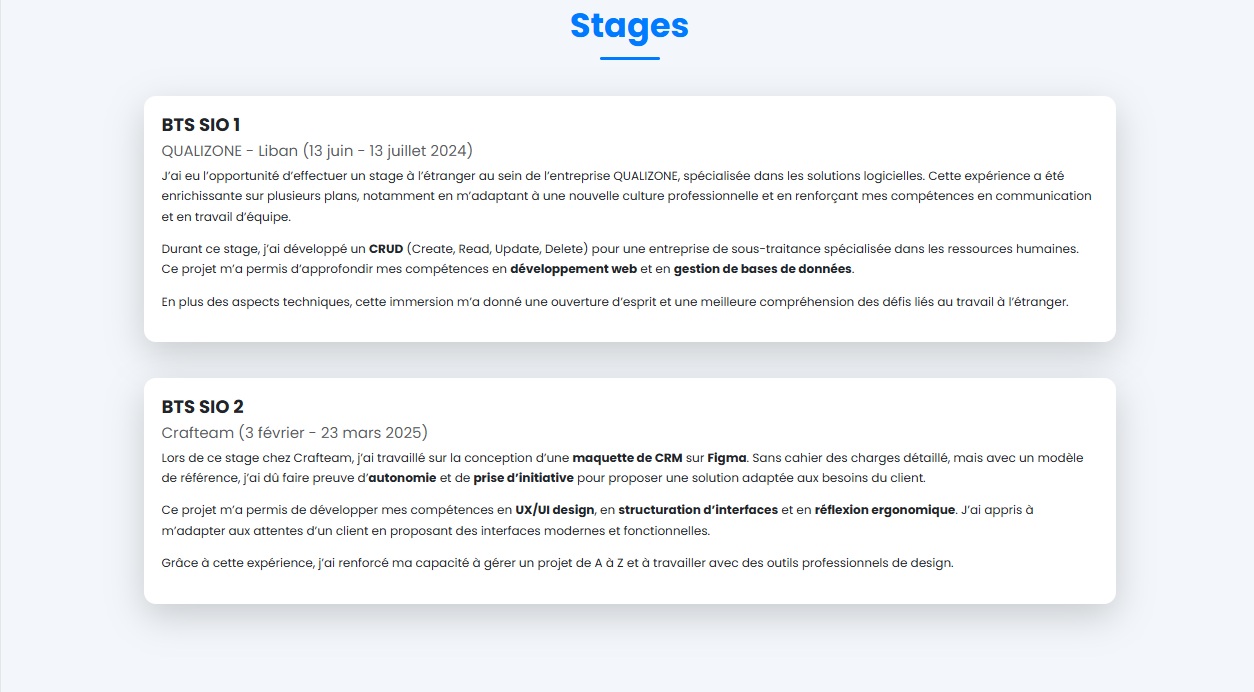 Stages
BTS SIO 1
QUALIZONE - Liban (13 juin - 13 juillet 2024)
J’ai eu l’opportunité d’effectuer un stage à l’étranger au sein de l’entreprise QUALIZONE, spécialisée dans les solutions logicielles. Cette expérience a été
enrichissante sur plusieurs plans, notamment en m’adaptant à une nouvelle culture professionnelle et en renforçant mes compétences en communication
et en travail d’équipe.
Durant ce stage, j’ai développé un CRUD (Create, Read, Update, Delete) pour une entreprise de sous-traitance spécialisée dans les ressources humaines.
Ce projet m’a permis d’approfondir mes compétences en développement web et en gestion de bases de données.
En plus des aspects techniques, cette immersion m’a donné une ouverture d’esprit et une meilleure compréhension des défis liés au travail à l’étranger.
BTS SIO 2
Crafteam (3 février - 23 mars 2025)
Lors de ce stage chez Crafteam, j’ai travaillé sur la conception d’une maquette de CRM sur Figma. Sans cahier des charges détaillé, mais avec un modèle
de référence, j’ai dû faire preuve d’autonomie et de prise d’initiative pour proposer une solution adaptée aux besoins du client.
Ce projet m’a permis de développer mes compétences en UX/UI design, en structuration d’interfaces et en réflexion ergonomique. J’ai appris à
m’adapter aux attentes d’un client en proposant des interfaces modernes et fonctionnelles.
Grâce à cette expérience, j’ai renforcé ma capacité à gérer un projet de A à Z et à travailler avec des outils professionnels de design.